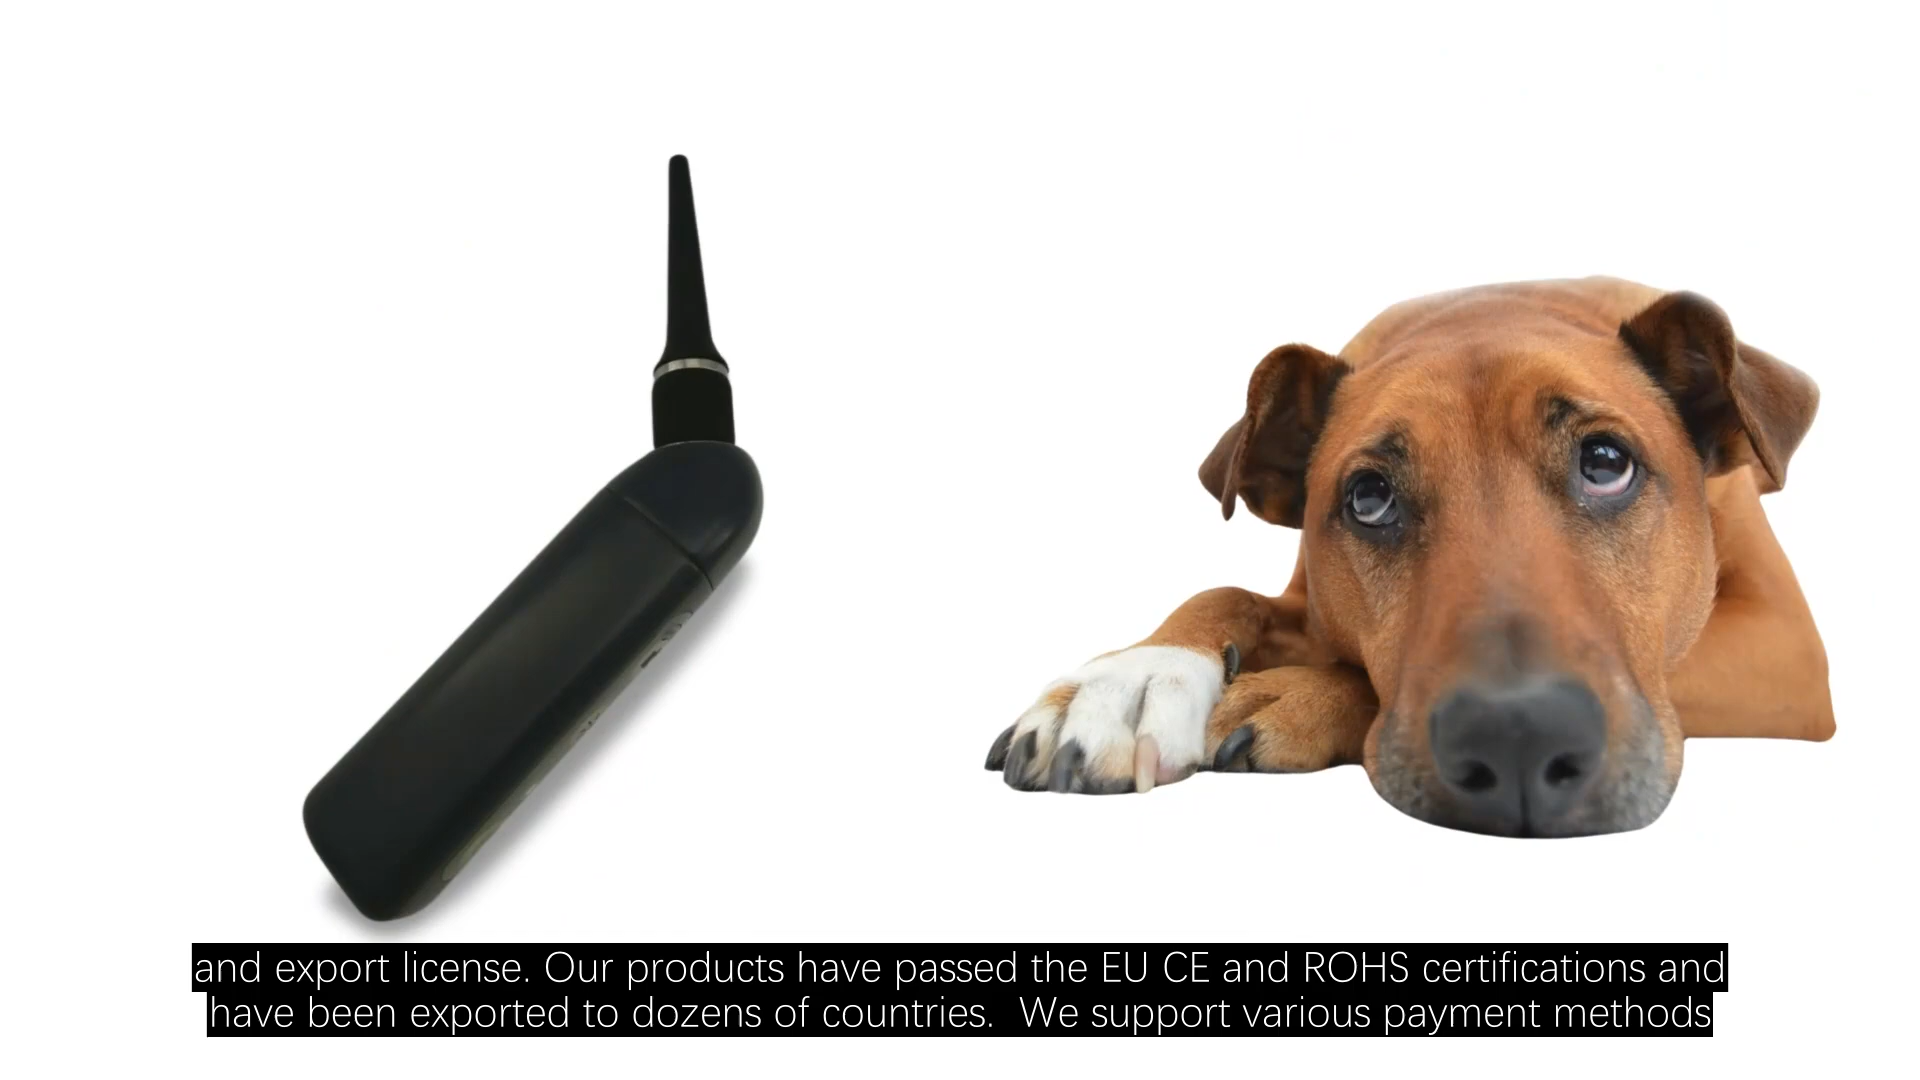 and export license. Our products have passed the EU CE and ROHS certifications and
have been exported to dozens of countries.  We support various payment methods